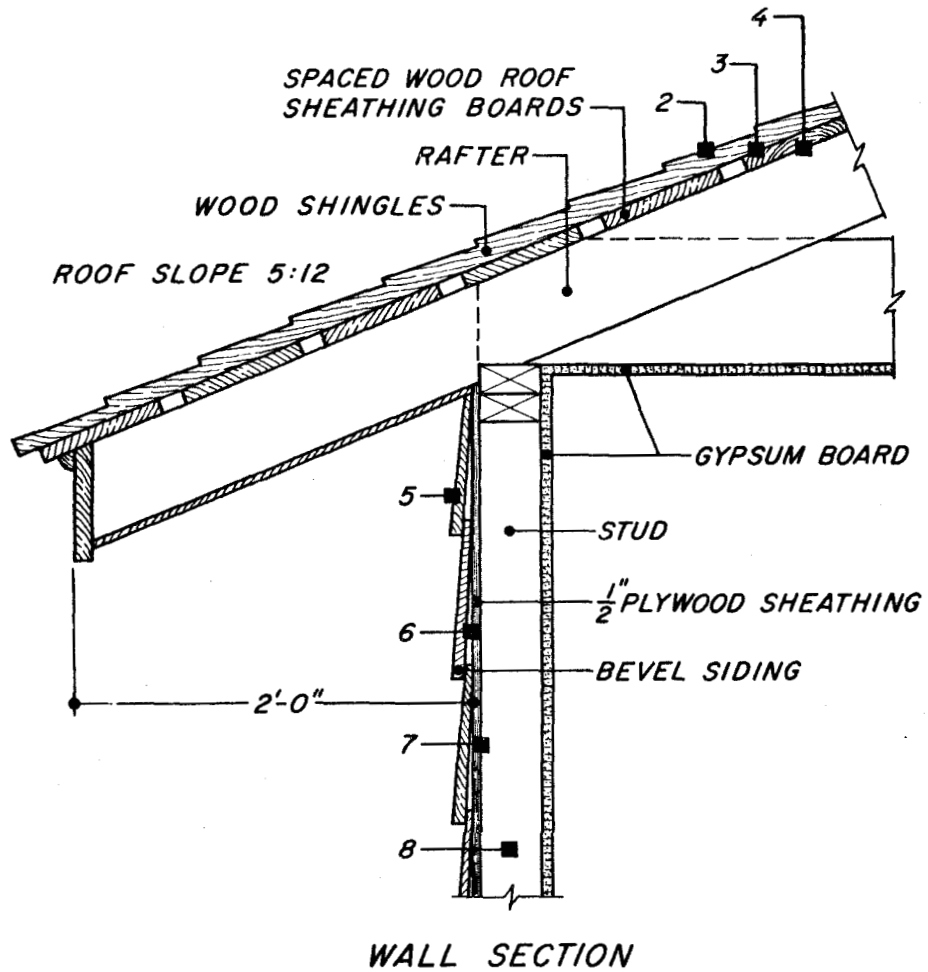 4
3
2
SPACED WOOD ROOF
SHEATHING BOARDS
RAFTER
WOOD SHINGLES
ROOF SLOPE 5:12
GYPSUM BOARD
5
STUD
1/2" PLYWOOD SHEATHING
6
BEVEL SIDING
2'-0"
7
8
WALL SECTION